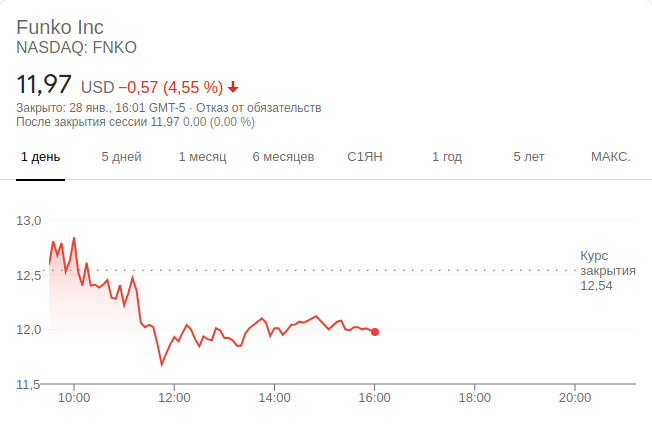 Funko Inc
NASDAQ: FNKO
11,97 USD −0,57 (4,55 %)
Закрыто: 28 янв., 16:01 GMT-5 · Отказ от обязательств
После закрытия сессии 11,97 0,00 (0,00 %)
1 день 5 дней 1 месяц 6 месяцев С1ЯН 1 год 5 лет МАКС.
13,0
Курс
закрытия
12,54
12,5
12,0
11,5
10:00 12:00 14:00 16:00 18:00 20:00